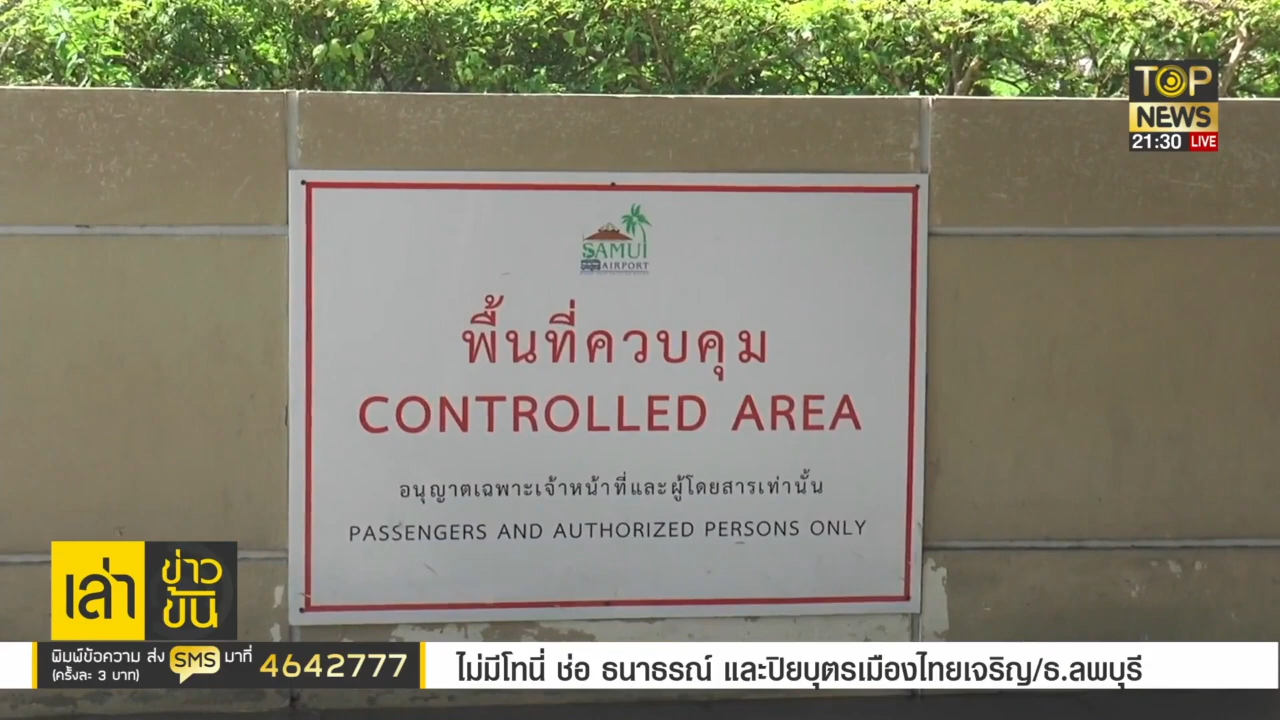 TOP
NEWS
21:30 LIVE
SAMUI
AIRPORT
พื้นที่ควบคุม
CONTROLLED AREA
อนุญาตเฉพาะเจ้าหน้าที่และผู้โดยสารเท่านั้น
PASSENGERS AND AUTHORIZED PERSONS ONLY
เล่า
ข่าว
ข้น
พิมพ์ข้อความ ส่ง SMS มาที่ 4642777
(ครั้งละ 3 บาท)
ไม่มีโทนี่ ช่อ ธนาธรณ์ และปิยบุตรเมืองไทยเจริญ/ธ.ลพบุรี